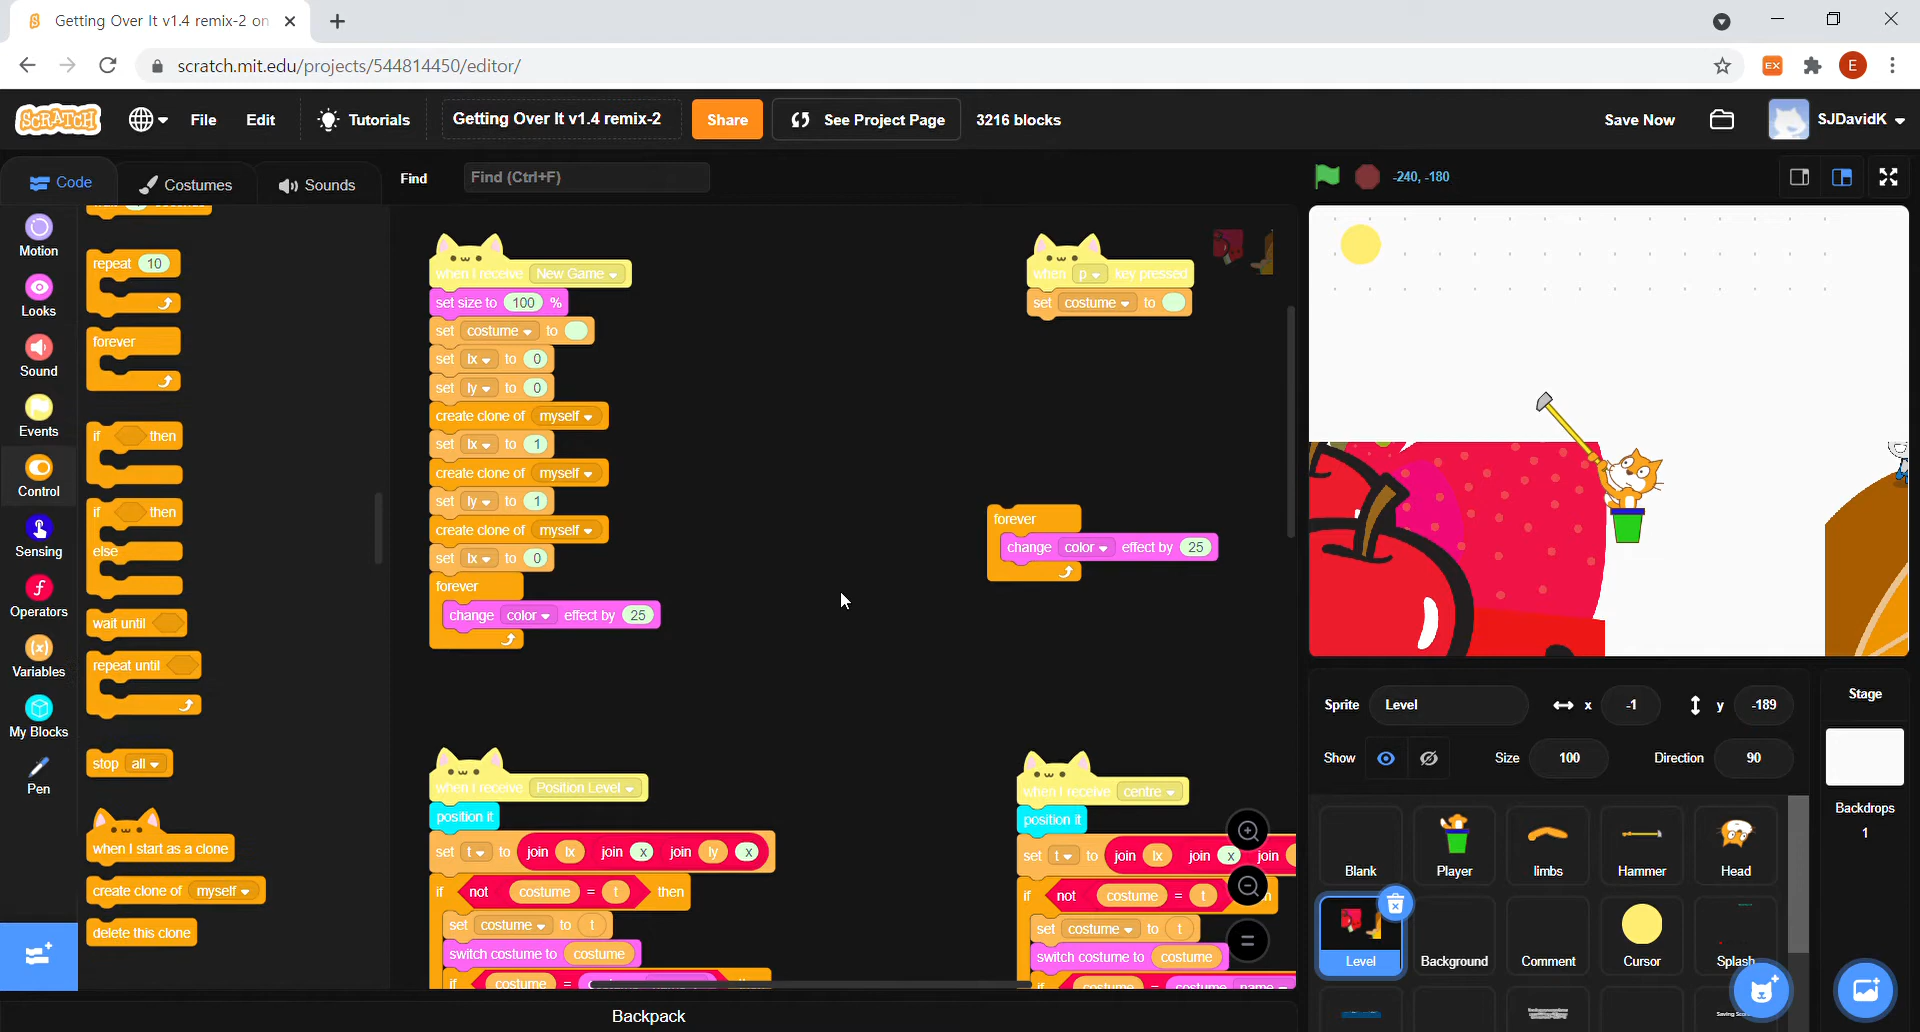 Getting Over It v1.4 remix-2 on
scratch.mit.edu/projects/544814450/editor/
EX
E
SCRATCH
File
Edit
Tutorials
Getting Over It v1.4 remix-2
Share
See Project Page
3216 blocks
Save Now
SJDavidK
Code
Costumes
Sounds
Find
Find (Ctrl+F)
-240, -180
Motion
Looks
Sound
Events
Control
Sensing
Operators
Variables
My Blocks
Pen
repeat 10
forever
if then
if then
else
wait until
repeat until
stop all
when I start as a clone
create clone of myself
delete this clone
when I receive New Game
set size to 100 %
set costume to
set lx to 0
set ly to 0
create clone of myself
set lx to 1
create clone of myself
set ly to 1
create clone of myself
set lx to 0
forever
change color effect by 25
when p key pressed
set costume to
forever
change color effect by 25
when I receive Position Level
position it
set t to join lx join x join ly x
if not costume = t then
set costume to t
switch costume to costume
if costume =
when I receive centre
position it
set t to join lx join x join
if not costume = t
set costume to t
switch costume to costume
if costume = costume name
Backpack
Sprite Level x -1 y -189
Show Size 100 Direction 90
Blank
Player
limbs
Hammer
Head
Level
Background
Comment
Cursor
Splash
Stage
Backdrops
1